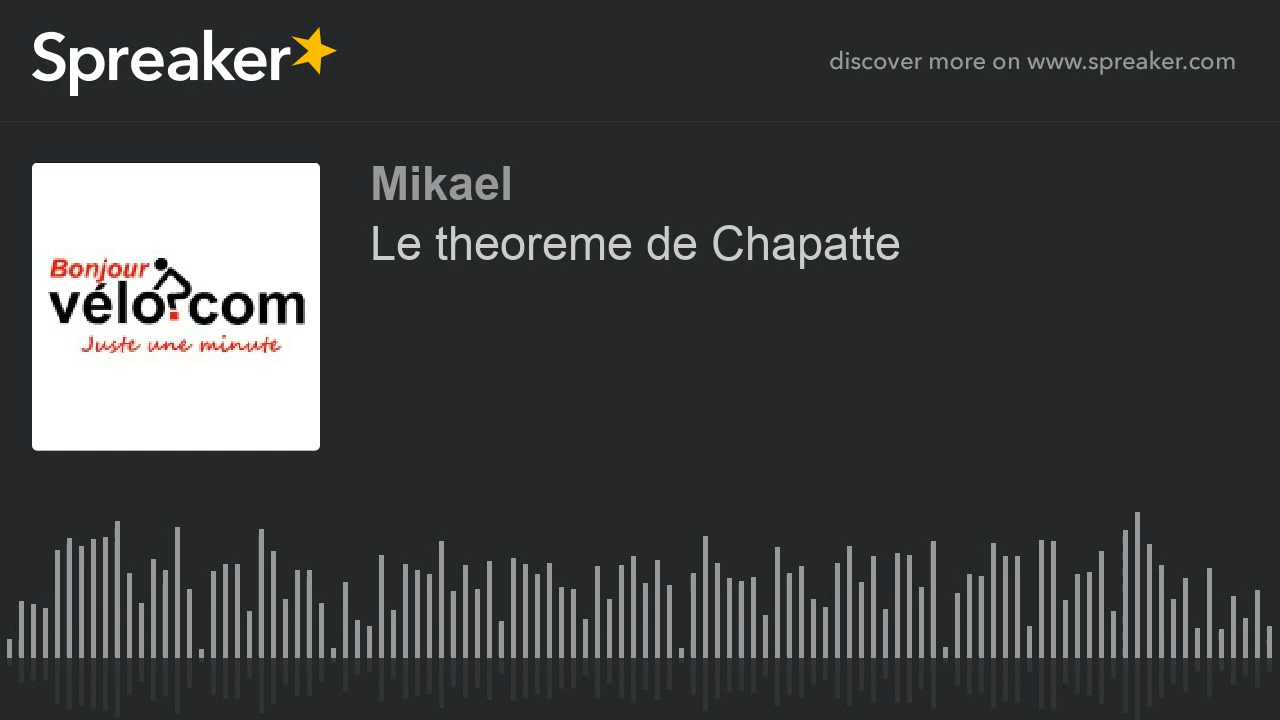 Spreaker
discover more on www.spreaker.com
Mikael
Le theoreme de Chapatte
Bonjour
vélo?com
Juste une minute